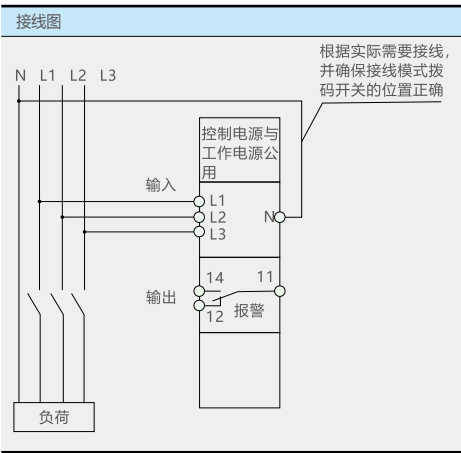 接线图
根据实际需要接线，
并确保接线模式拨
码开关的位置正确
N L1 L2 L3
控制电源与
工作电源公
用
输入
L1
L2
L3
N
14
11
输出
12
报警
负荷